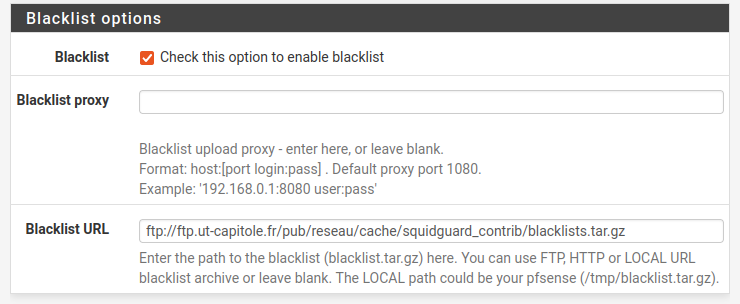 Blacklist options
Blacklist Check this option to enable blacklist
Blacklist proxy
Blacklist upload proxy - enter here, or leave blank.
Format: host:[port login:pass] . Default proxy port 1080.
Example: '192.168.0.1:8080 user:pass'
Blacklist URL ftp://ftp.ut-capitole.fr/pub/reseau/cache/squidguard_contrib/blacklists.tar.gz
Enter the path to the blacklist (blacklist.tar.gz) here. You can use FTP, HTTP or LOCAL URL
blacklist archive or leave blank. The LOCAL path could be your pfsense (/tmp/blacklist.tar.gz).